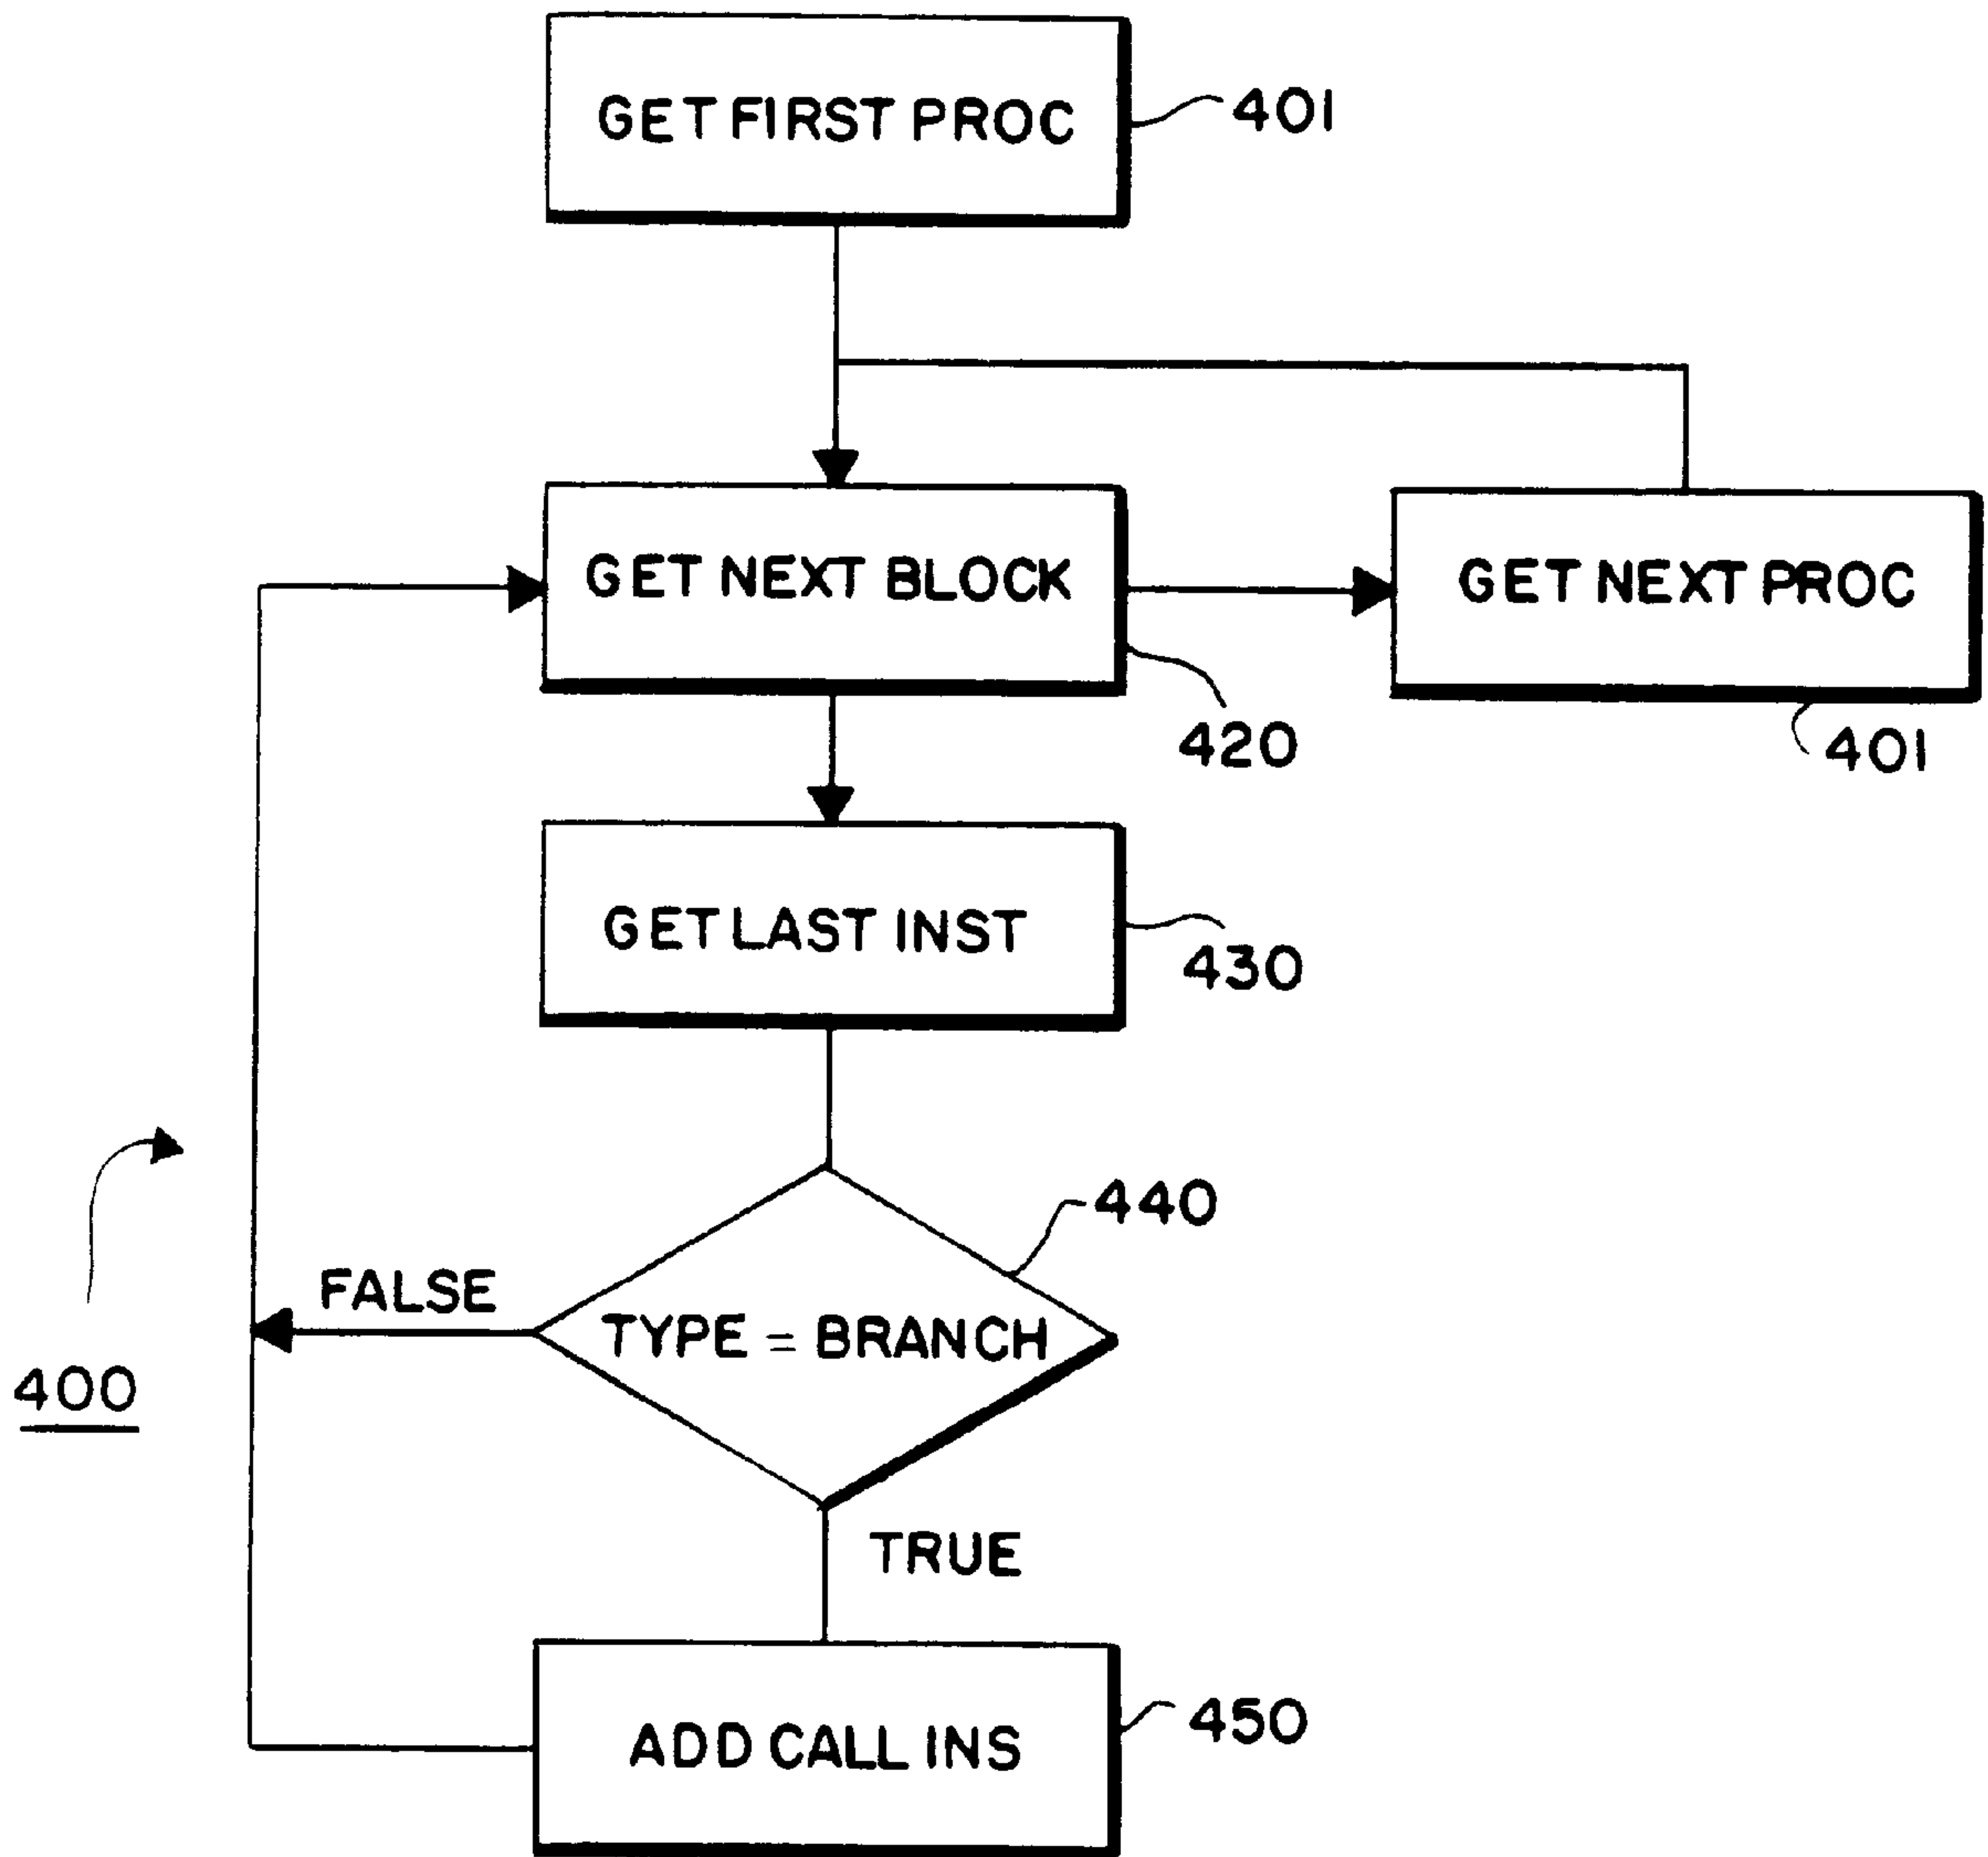 GET FIRST PROC
401
GET NEXT BLOCK
GET NEXT PROC
420
401
GET LAST INST
430
440
FALSE
TYPE = BRANCH
400
TRUE
ADD CALL INS
450